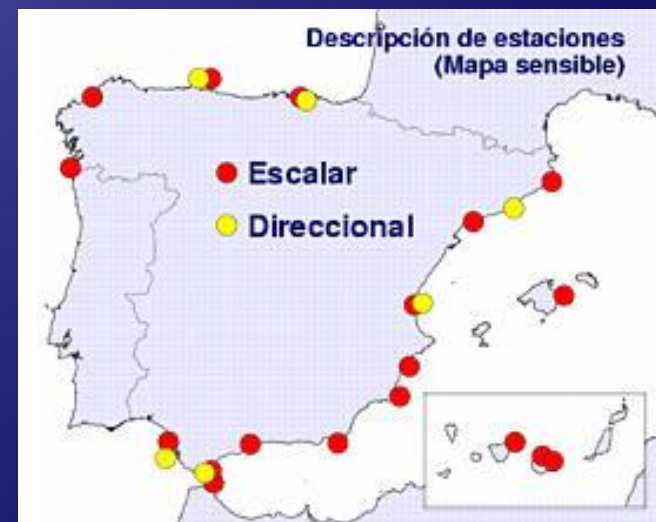 Descripción de estaciones
(Mapa sensible)
Escalar
Direccional